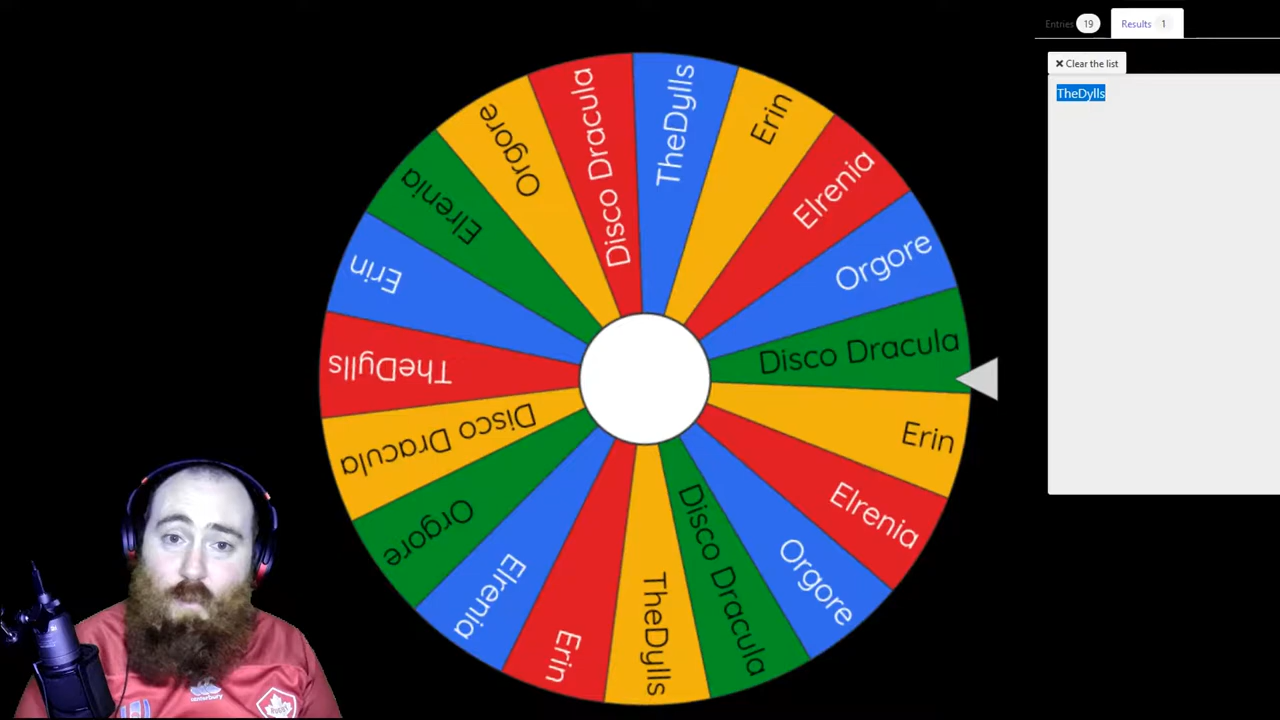 Entries 19
Results 1
✖ Clear the list
TheDylls
TheDylls
Erin
Elrenia
Orgore
Disco Dracula
Erin
Elrenia
Orgore
Disco Dracula
TheDylls
Erin
Elrenia
Orgore
Disco Dracula
TheDylls
Erin
Elrenia
Orgore
Disco Dracula
canterbury